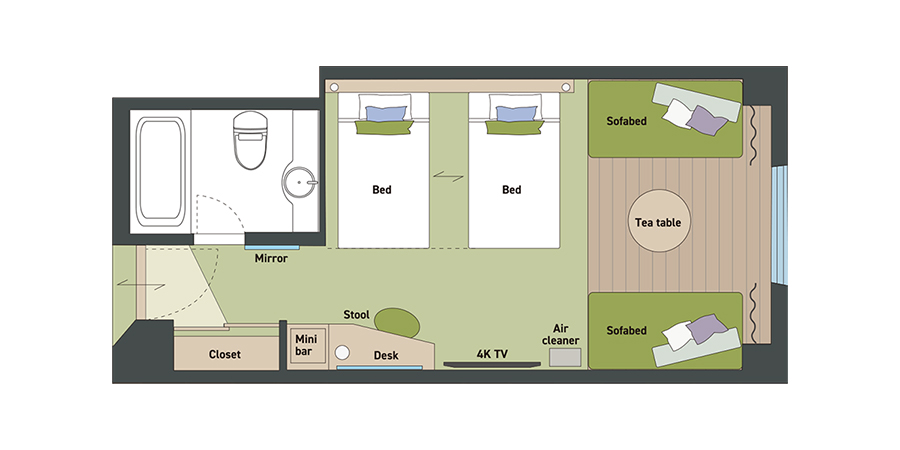 Sofabed
Bed
Bed
Tea table
Mirror
Stool
Sofabed
Air
cleaner
Mini
bar
Closet
Desk
4K TV